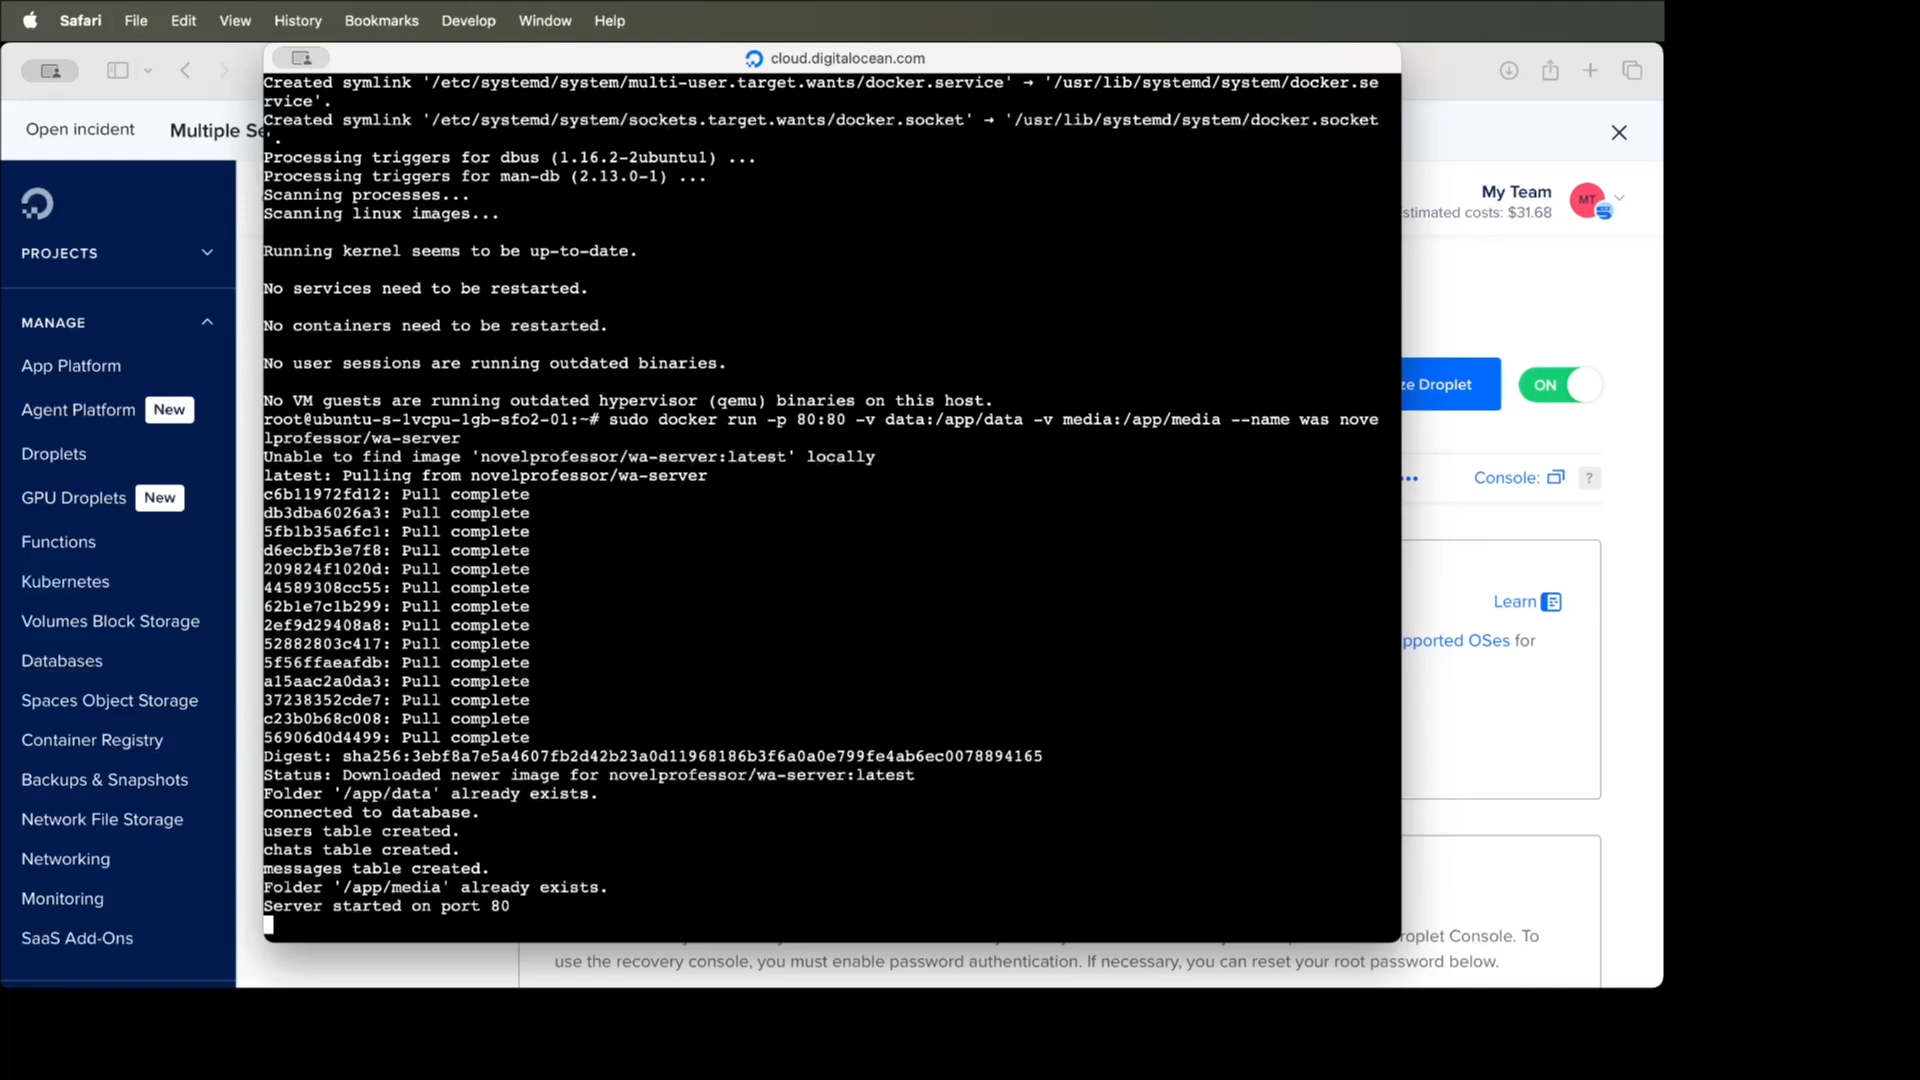 Safari File Edit View History Bookmarks Develop Window Help
cloud.digitalocean.com
Open incident Multiple Se
My Team
stimated costs: $31.68
MT
PROJECTS
MANAGE
App Platform
Agent Platform New
Droplets
GPU Droplets New
Functions
Kubernetes
Volumes Block Storage
Databases
Spaces Object Storage
Container Registry
Backups & Snapshots
Network File Storage
Networking
Monitoring
SaaS Add-Ons
Created symlink '/etc/systemd/system/multi-user.target.wants/docker.service' → '/usr/lib/systemd/system/docker.se
rvice'.
Created symlink '/etc/systemd/system/sockets.target.wants/docker.socket' → '/usr/lib/systemd/system/docker.socket
'.
Processing triggers for dbus (1.16.2-2ubuntu1) ...
Processing triggers for man-db (2.13.0-1) ...
Scanning processes...
Scanning linux images...
Running kernel seems to be up-to-date.
No services need to be restarted.
No containers need to be restarted.
No user sessions are running outdated binaries.
No VM guests are running outdated hypervisor (qemu) binaries on this host.
root@ubuntu-s-1vcpu-1gb-sfo2-01:~# sudo docker run -p 80:80 -v data:/app/data -v media:/app/media --name was nove
lprofessor/wa-server
Unable to find image 'novelprofessor/wa-server:latest' locally
latest: Pulling from novelprofessor/wa-server
c6b11972fd12: Pull complete
db3dba6026a3: Pull complete
5fb1b35a6fc1: Pull complete
d6ecbfb3e7f8: Pull complete
209824f1020d: Pull complete
44589308cc55: Pull complete
62b1e7c1b299: Pull complete
2ef9d29408a8: Pull complete
52882803c417: Pull complete
5f56ffaeafdb: Pull complete
a15aac2a0da3: Pull complete
37238352cde7: Pull complete
c23b0b68c008: Pull complete
56906d0d4499: Pull complete
Digest: sha256:3ebf8a7e5a4607fb2d42b23a0d11968186b3f6a0a0e799fe4ab6ec0078894165
Status: Downloaded newer image for novelprofessor/wa-server:latest
Folder '/app/data' already exists.
connected to database.
users table created.
chats table created.
messages table created.
Folder '/app/media' already exists.
Server started on port 80
ze Droplet
ON
Console: ?
Learn
pported OSes for
roplet Console. To
use the recovery console, you must enable password authentication. If necessary, you can reset your root password below.